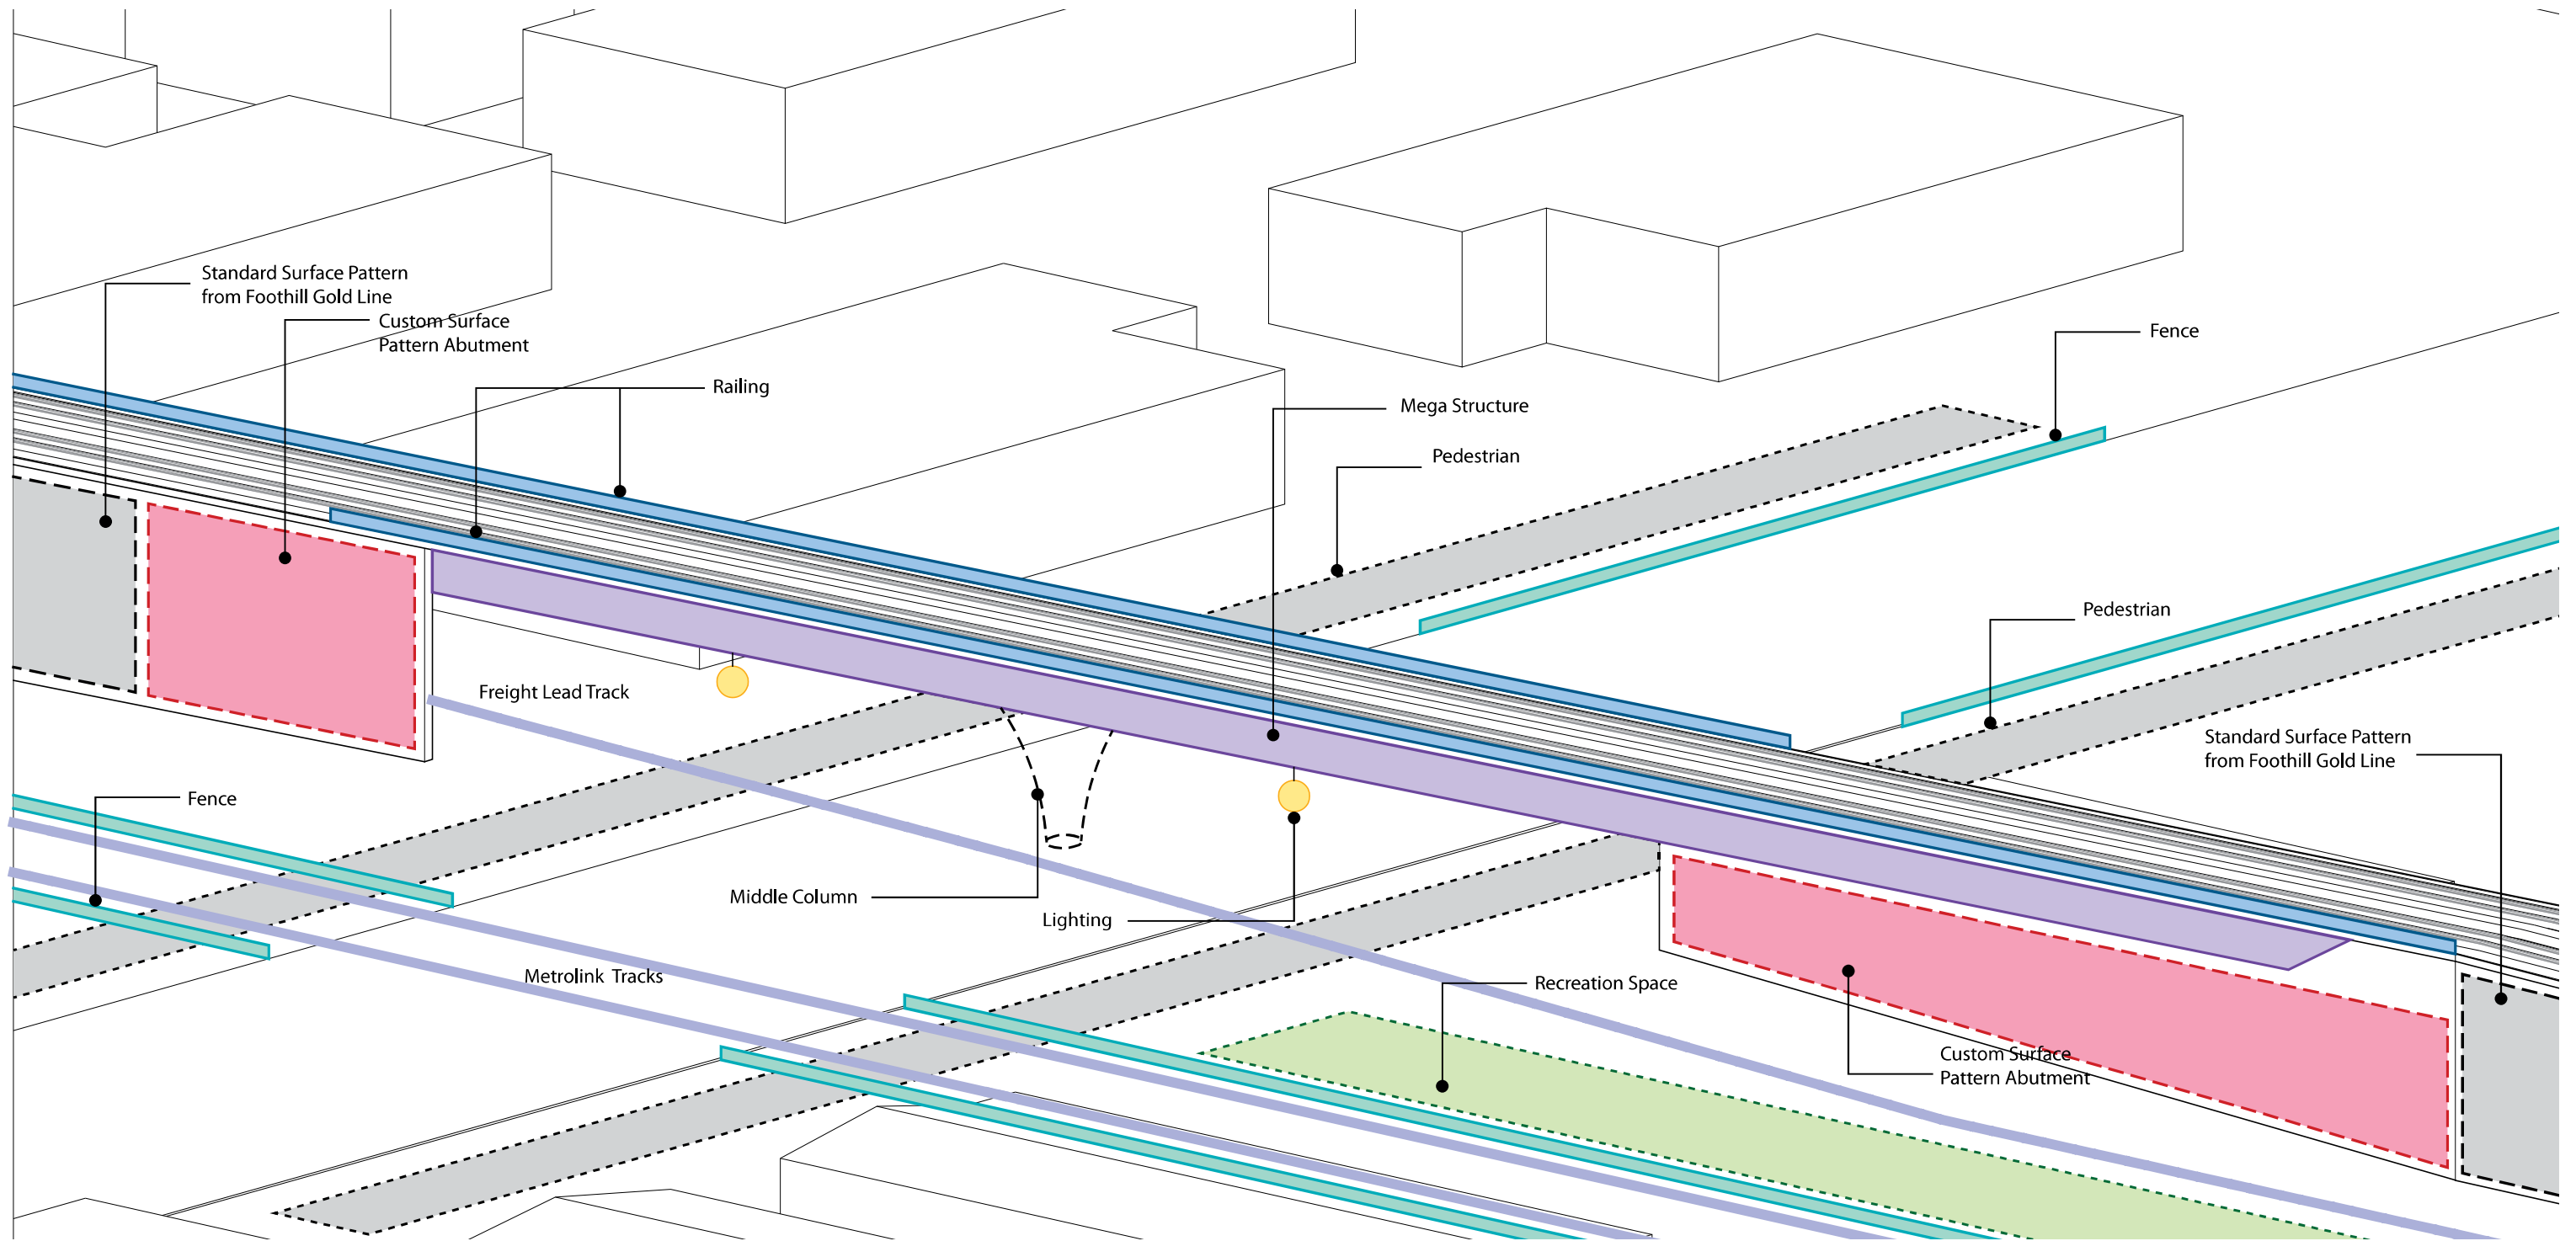 Standard Surface Pattern
from Foothill Gold Line
Custom Surface
Pattern Abutment
Fence
Railing
Mega Structure
Pedestrian
Pedestrian
Freight Lead Track
Standard Surface Pattern
from Foothill Gold Line
Fence
Middle Column
Lighting
Metrolink Tracks
Recreation Space
Custom Surface
Pattern Abutment